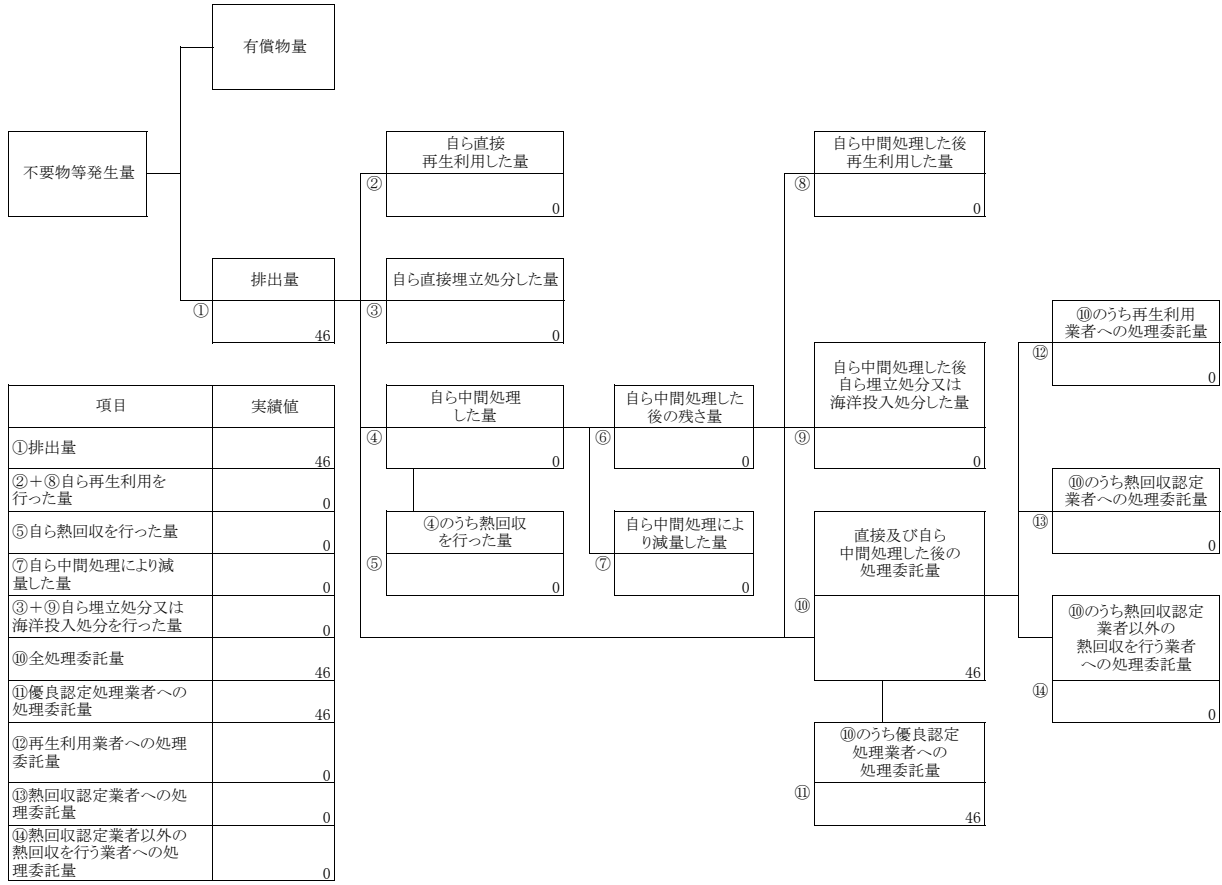 有償物量
不要物等発生量
自ら直接
再生利用した量
②
0
自ら中間処理した後
再生利用した量
⑧
0
排出量
①
46
自ら直接埋立処分した量
③
0
⑩のうち再生利用
業者への処理委託量
⑫
0
自ら中間処理
した量
④
0
自ら中間処理した
後の残さ量
⑥
0
自ら中間処理した後
自ら埋立処分又は
海洋投入処分した量
⑨
0
⑩のうち熱回収認定
業者への処理委託量
⑬
0
④のうち熱回収
を行った量
⑤
0
自ら中間処理によ
り減量した量
⑦
0
直接及び自ら
中間処理した後の
処理委託量
⑩
46
⑩のうち熱回収認定
業者以外の
熱回収を行う業者
への処理委託量
⑭
0
⑩のうち優良認定
処理業者への
処理委託量
⑪
46
項目 実績値
①排出量
46
②+⑧自ら再生利用を
行った量
0
⑤自ら熱回収を行った量
0
⑦自ら中間処理により減
量した量
0
③+⑨自ら埋立処分又は
海洋投入処分を行った量
0
⑩全処理委託量
46
⑪優良認定処理業者への
処理委託量
46
⑫再生利用業者への処理
委託量
0
⑬熱回収認定業者への処
理委託量
0
⑭熱回収認定業者以外の
熱回収を行う業者への処
理委託量
0